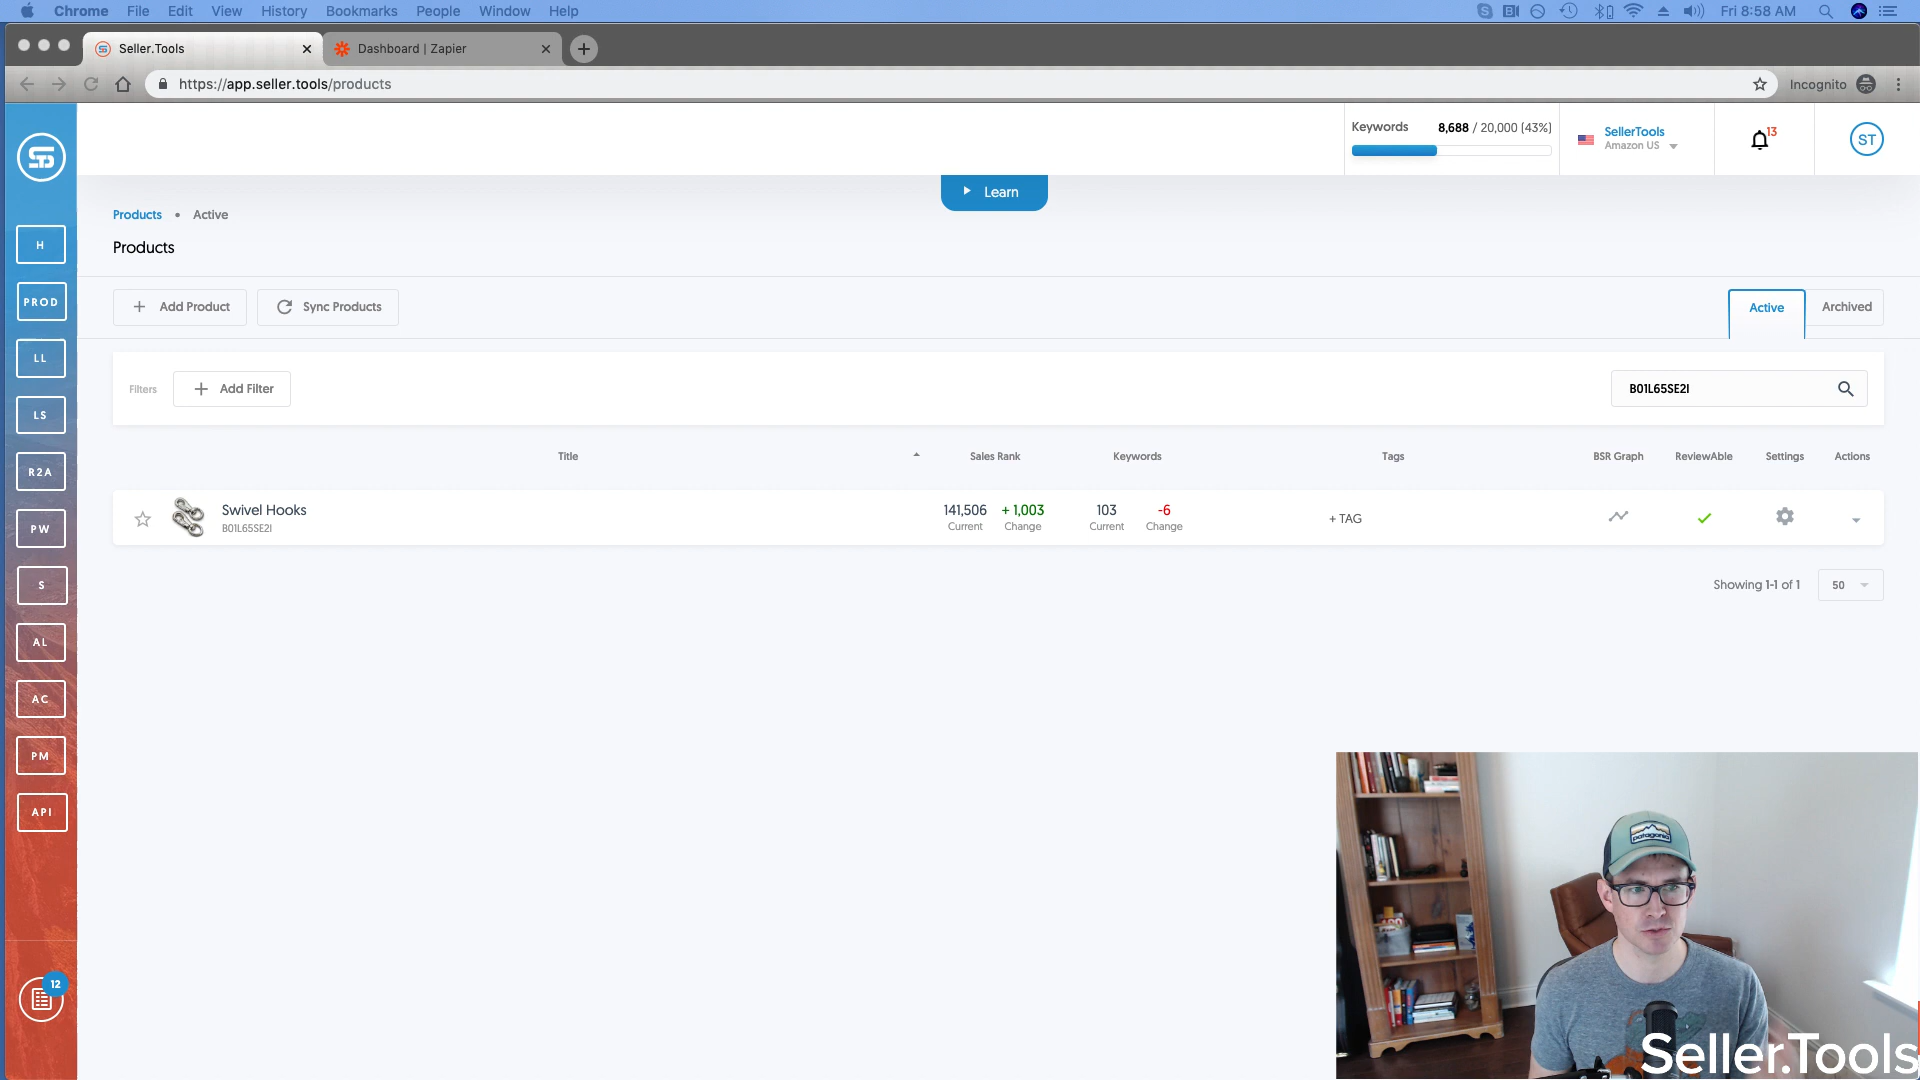 Chrome File Edit View History Bookmarks People Window Help Fri 8:58 AM
Seller.Tools
Dashboard | Zapier
https://app.seller.tools/products
Incognito
Keywords 8,688 / 20,000 (43%)
SellerTools
Amazon US
13
ST
Learn
Products • Active
Products
Add Product
Sync Products
Active
Archived
Filters
Add Filter
B01L65SE2I
Title Sales Rank Keywords Tags BSR Graph ReviewAble Settings Actions
Swivel Hooks
B01L65SE2I
141,506 + 1,003 103 -6
Current Change Current Change
+ TAG
Showing 1-1 of 1
50
H
PROD
LL
LS
R2A
PW
S
AL
AC
PM
API
12
patagonia
Seller.Tools